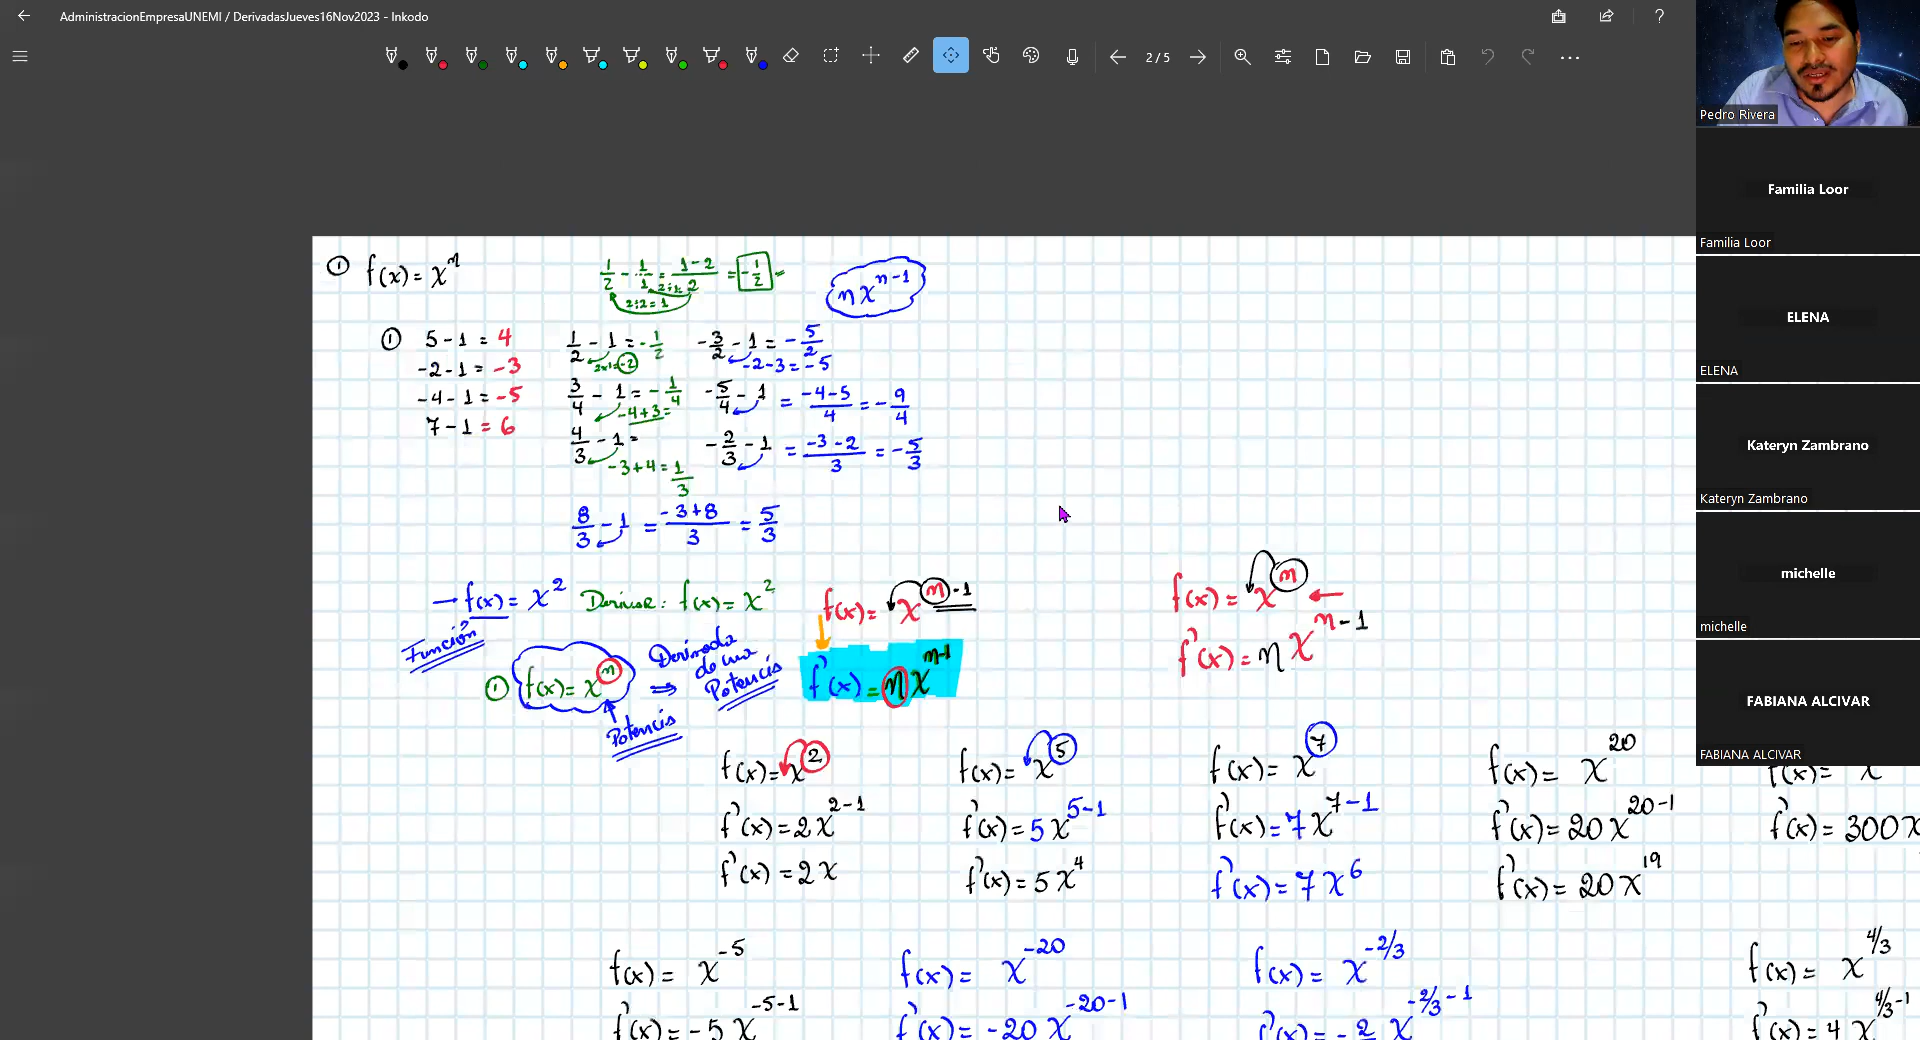 AdministracionEmpresaUNEMI / DerivadasJueves16Nov2023 - Inkodo
2 / 5
Pedro Rivera
Familia Loor
Familia Loor
ELENA
ELENA
Kateryn Zambrano
Kateryn Zambrano
michelle
michelle
FABIANA ALCIVAR
FABIANA ALCIVAR
① f(x) = x^n
1/2 - 1/1 = (1-2)/2 = -1/2 =
2÷1=
2÷2=1
n x^(n-1)
① 5 - 1 = 4
-2 - 1 = -3
-4 - 1 = -5
7 - 1 = 6
1/2 - 1 = -1/2
2x1=-2
3/4 - 1 = -1/4
-4+3=
4/3 - 1 =
-3+4 = 1/3
-3/2 - 1 = -5/2
-2-3 = -5
-5/4 - 1 = (-4-5)/4 = -9/4
-2/3 - 1 = (-3-2)/3 = -5/3
8/3 - 1 = (-3+8)/3 = 5/3
→ f(x) = x^2 Derivar: f(x) = x^2
Función
① f(x) = x^n ⇒ Derivada de una Potencia
Potencia
f(x) = x^(n-1)
f'(x) = n x^(n-1)
f(x) = x^n ←
f'(x) = n x^(n-1)
f(x) = x^2
f'(x) = 2x^(2-1)
f'(x) = 2x
f(x) = x^5
f'(x) = 5x^(5-1)
f'(x) = 5x^4
f(x) = x^7
f'(x) = 7x^(7-1)
f'(x) = 7x^6
f(x) = x^20
f'(x) = 20x^(20-1)
f'(x) = 20x^19
f(x) = x
f'(x) = 300x
f(x) = x^-5
f'(x) = -5x^(-5-1)
f(x) = x^-20
f'(x) = -20x^(-20-1)
f(x) = x^(-2/3)
f'(x) = -2 x^(-2/3-1)
f(x) = x^(4/3)
f'(x) = 4 x^(4/3-1)